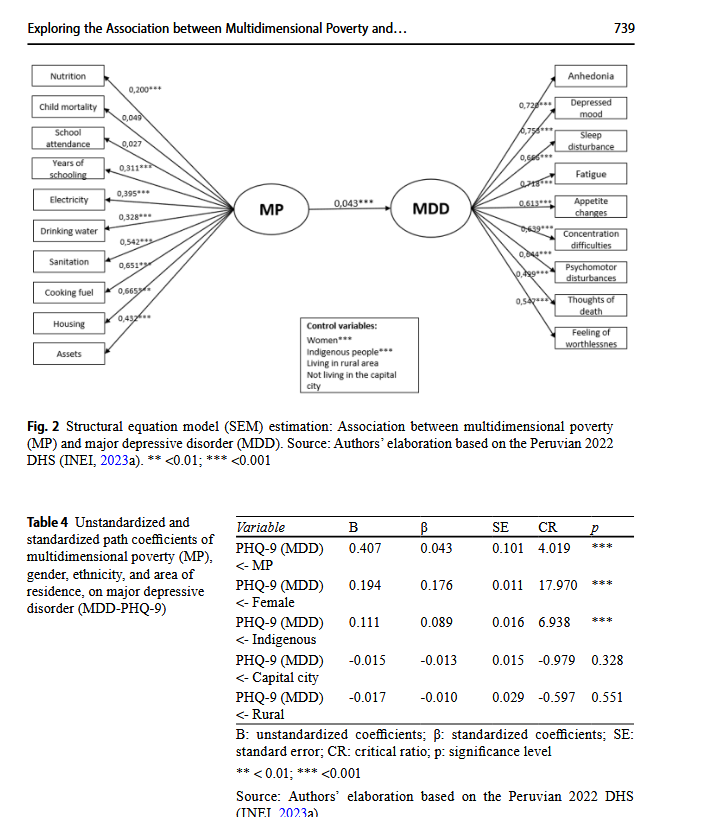 Exploring the Association between Multidimensional Poverty and… 739
Nutrition
Child mortality
School
attendance
Years of
schooling
Electricity
Drinking water
Sanitation
Cooking fuel
Housing
Assets
0,200***
0,049
0,027
0,311***
0,395***
0,328***
0,542***
0,651***
0,665***
0,432***
MP
0,043***
MDD
0,728***
0,753***
0,666***
0,718***
0,613***
0,639***
0,644***
0,499***
0,547***
Anhedonia
Depressed
mood
Sleep
disturbance
Fatigue
Appetite
changes
Concentration
difficulties
Psychomotor
disturbances
Thoughts of
death
Feeling of
worthlessnes
Control variables:
Women***
Indigenous people***
Living in rural area
Not living in the capital
city
Fig. 2 Structural equation model (SEM) estimation: Association between multidimensional poverty
(MP) and major depressive disorder (MDD). Source: Authors’ elaboration based on the Peruvian 2022
DHS (INEI, 2023a). ** <0.01; *** <0.001
Table 4 Unstandardized and
standardized path coefficients of
multidimensional poverty (MP),
gender, ethnicity, and area of
residence, on major depressive
disorder (MDD-PHQ-9)
Variable B β SE CR p
PHQ-9 (MDD) 0.407 0.043 0.101 4.019 ***
<- MP
PHQ-9 (MDD) 0.194 0.176 0.011 17.970 ***
<- Female
PHQ-9 (MDD) 0.111 0.089 0.016 6.938 ***
<- Indigenous
PHQ-9 (MDD) -0.015 -0.013 0.015 -0.979 0.328
<- Capital city
PHQ-9 (MDD) -0.017 -0.010 0.029 -0.597 0.551
<- Rural
B: unstandardized coefficients; β: standardized coefficients; SE:
standard error; CR: critical ratio; p: significance level
** < 0.01; *** <0.001
Source: Authors’ elaboration based on the Peruvian 2022 DHS
(INEI, 2023a)